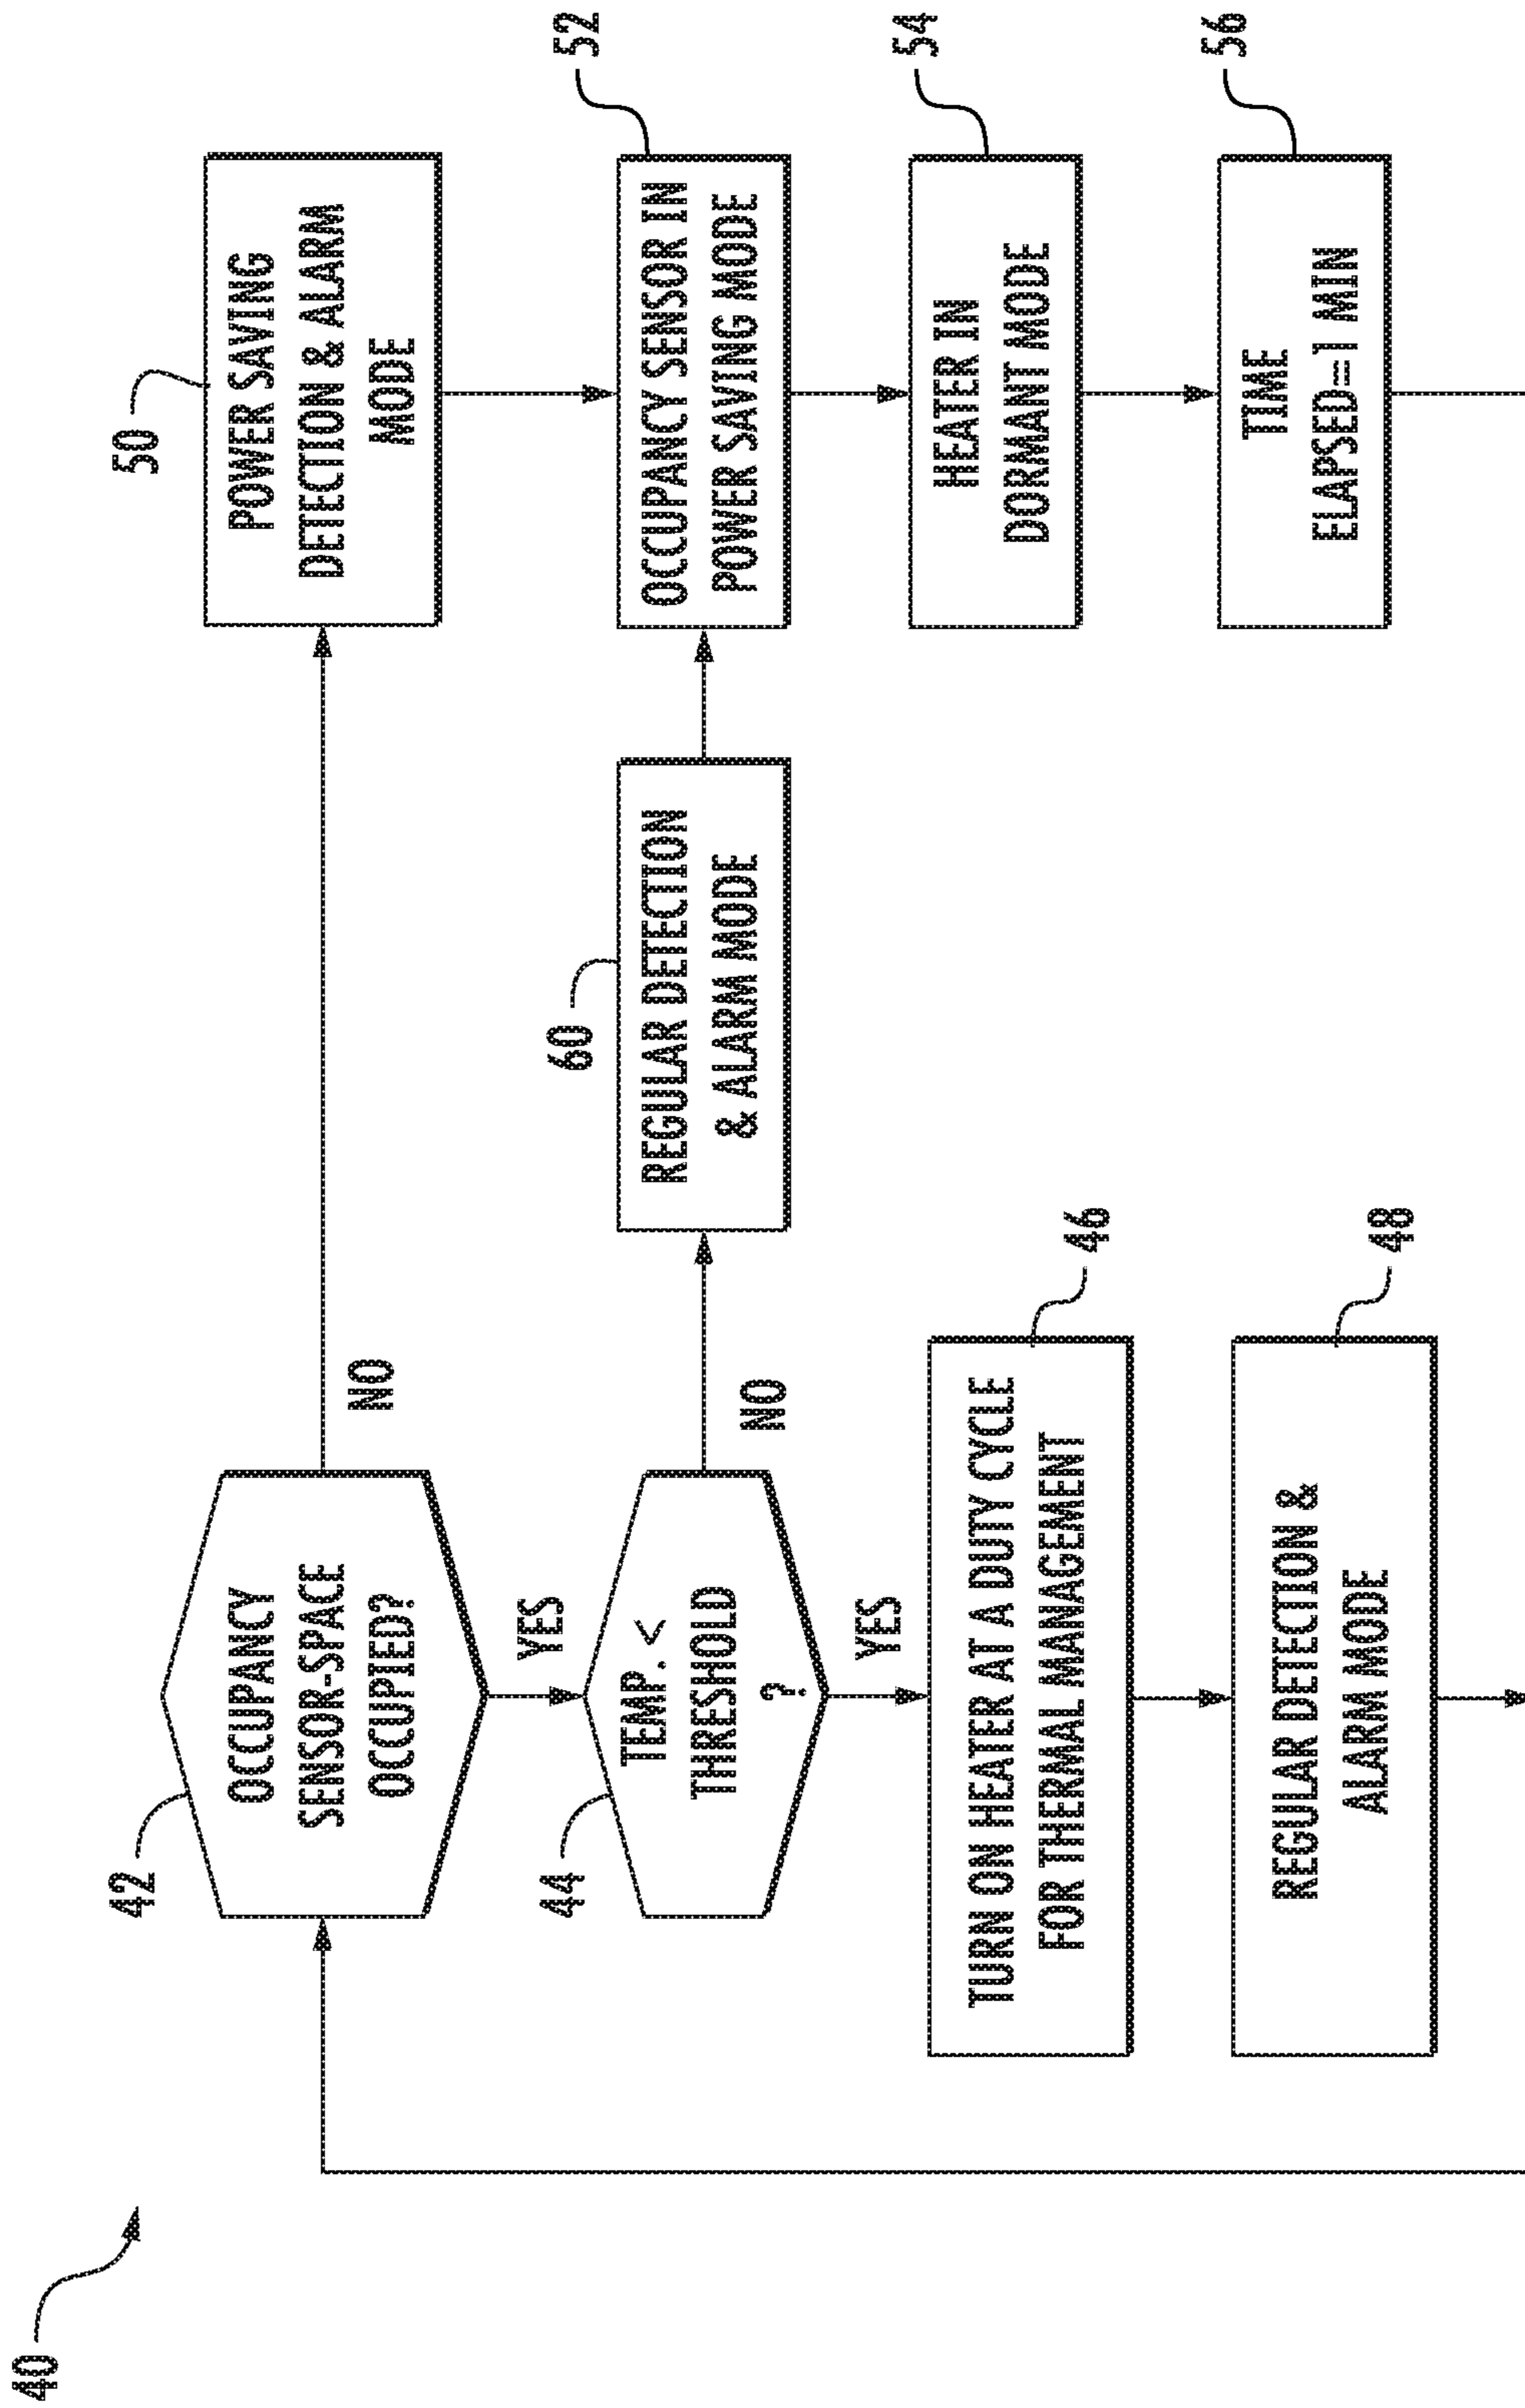 40
42
OCCUPANCY
SENSOR-SPACE
OCCUPIED?
NO
50
POWER SAVING
DETECTION & ALARM
MODE
YES
44
TEMP. <
THRESHOLD
?
NO
60
REGULAR DETECTION
& ALARM MODE
52
OCCUPANCY SENSOR IN
POWER SAVING MODE
YES
46
TURN ON HEATER AT A DUTY CYCLE
FOR THERMAL MANAGEMENT
54
HEATER IN
DORMANT MODE
48
REGULAR DETECTION &
ALARM MODE
56
TIME
ELAPSED=1 MIN